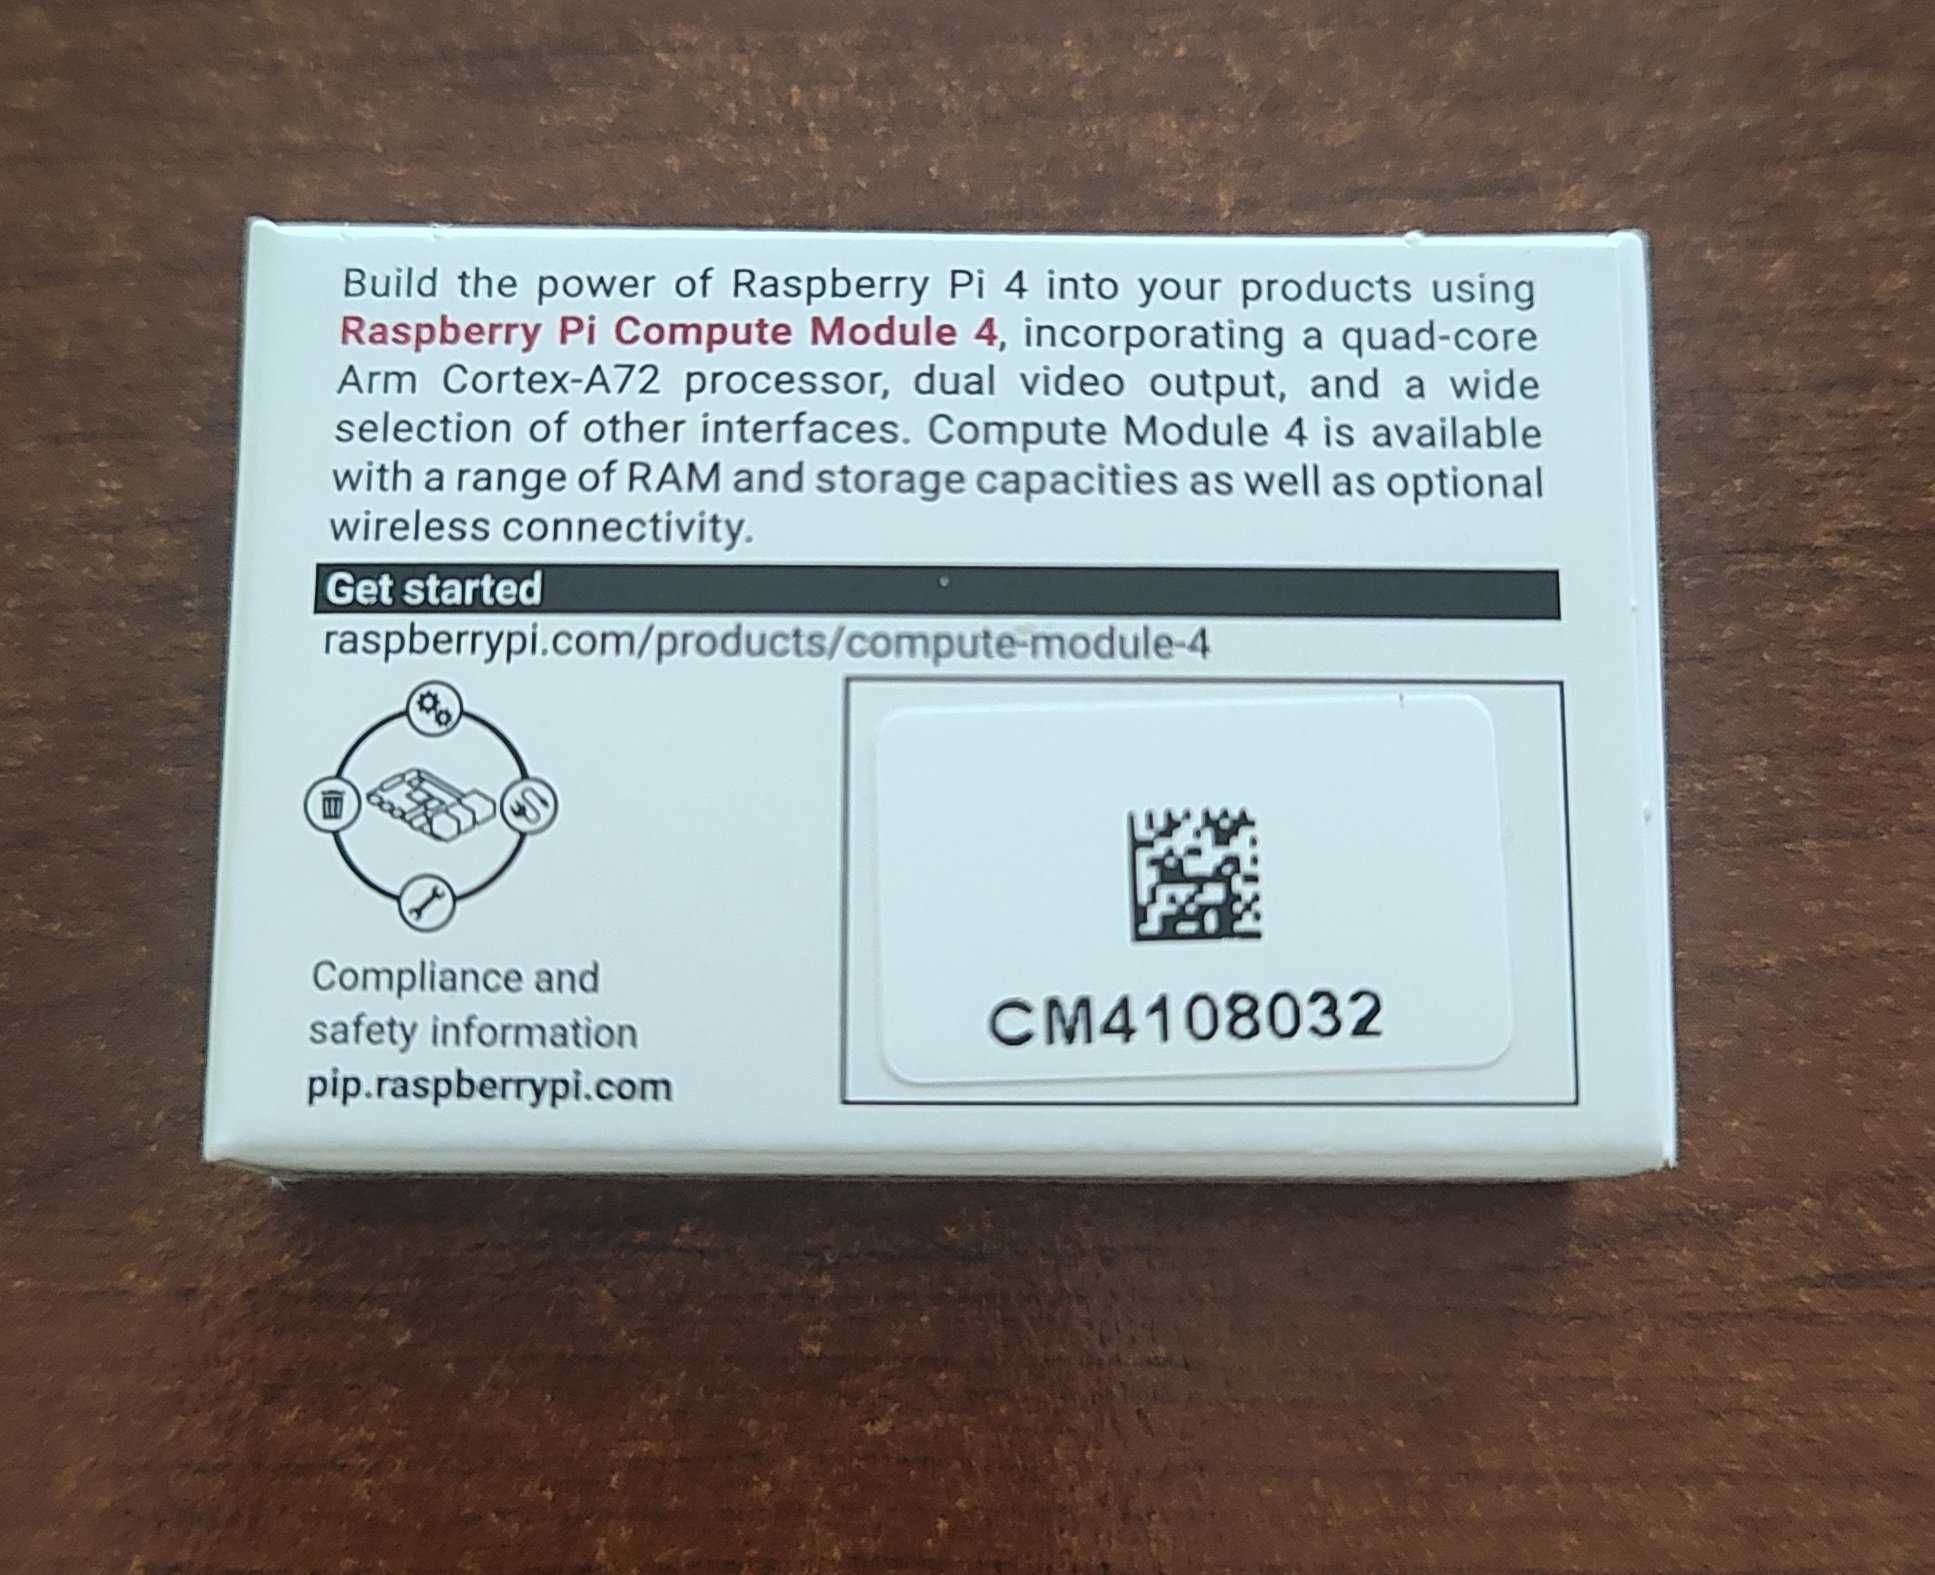 Build the power of Raspberry Pi 4 into your products using
Raspberry Pi Compute Module 4, incorporating a quad-core
Arm Cortex-A72 processor, dual video output, and a wide
selection of other interfaces. Compute Module 4 is available
with a range of RAM and storage capacities as well as optional
wireless connectivity.
Get started
raspberrypi.com/products/compute-module-4
Compliance and
safety information
pip.raspberrypi.com
CM4108032